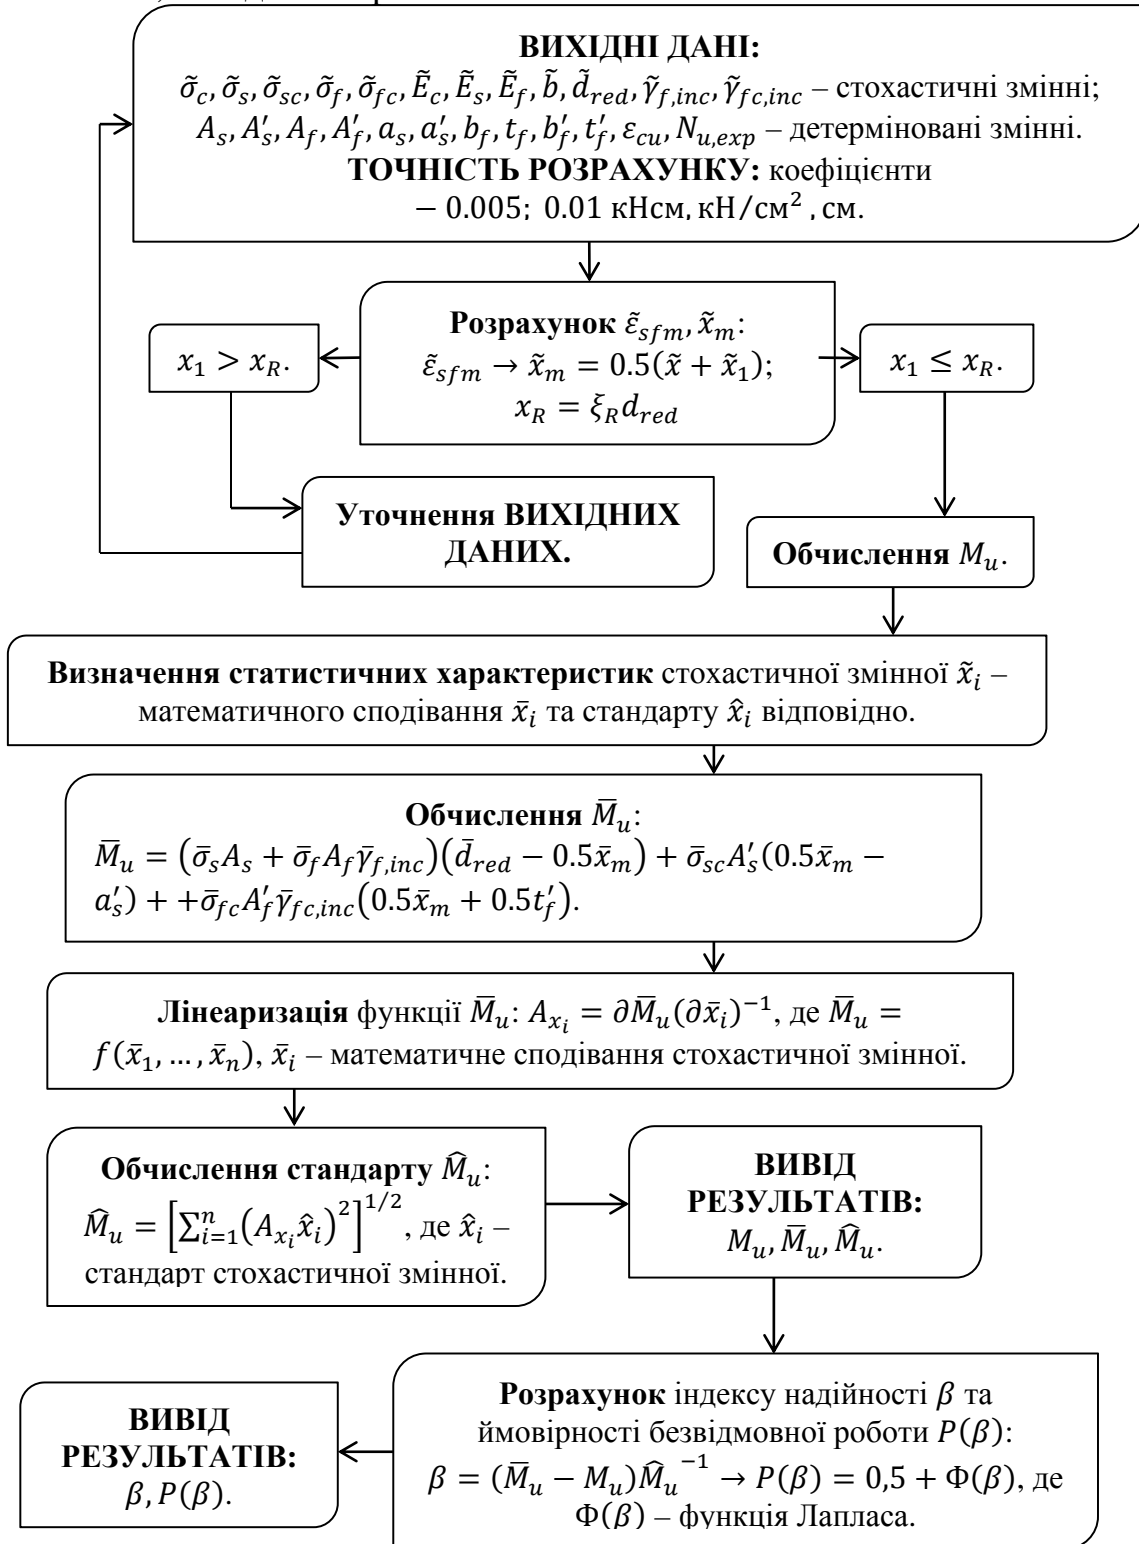 ВИХІДНІ ДАНІ:
σ̃_c, σ̃_s, σ̃_sc, σ̃_f, σ̃_fc, Ẽ_c, Ẽ_s, Ẽ_f, b̃, d̃_red, γ̃_f,inc, γ̃_fc,inc – стохастичні змінні;
A_s, A′_s, A_f, A′_f, a_s, a′_s, b_f, t_f, b′_f, t′_f, ε_cu, N_u,exp – детерміновані змінні.
ТОЧНІСТЬ РОЗРАХУНКУ: коефіцієнти
− 0.005; 0.01 кНсм, кН/см², см.
Розрахунок ε̃_sfm, x̃_m:
ε̃_sfm → x̃_m = 0.5(x̃ + x̃_1);
x_R = ξ_R d_red
x_1 > x_R.
x_1 ≤ x_R.
Уточнення ВИХІДНИХ
ДАНИХ.
Обчислення M_u.
Визначення статистичних характеристик стохастичної змінної x̃_i –
математичного сподівання x̄_i та стандарту x̂_i відповідно.
Обчислення M̄_u:
M̄_u = (σ̄_s A_s + σ̄_f A_f γ̄_f,inc)(d̄_red − 0.5x̄_m) + σ̄_sc A′_s(0.5x̄_m −
a′_s) + +σ̄_fc A′_f γ̄_fc,inc(0.5x̄_m + 0.5t′_f).
Лінеаризація функції M̄_u: A_x_i = ∂M̄_u(∂x̄_i)⁻¹, де M̄_u =
f(x̄_1, … , x̄_n), x̄_i – математичне сподівання стохастичної змінної.
Обчислення стандарту M̂_u:
M̂_u = [∑_{i=1}^{n}(A_x_i x̂_i)²]^{1/2}, де x̂_i –
стандарт стохастичної змінної.
ВИВІД
РЕЗУЛЬТАТІВ:
M_u, M̄_u, M̂_u.
Розрахунок індексу надійності β та
ймовірності безвідмовної роботи P(β):
β = (M̄_u − M_u)M̂_u⁻¹ → P(β) = 0,5 + Φ(β), де
Φ(β) – функція Лапласа.
ВИВІД
РЕЗУЛЬТАТІВ:
β, P(β).